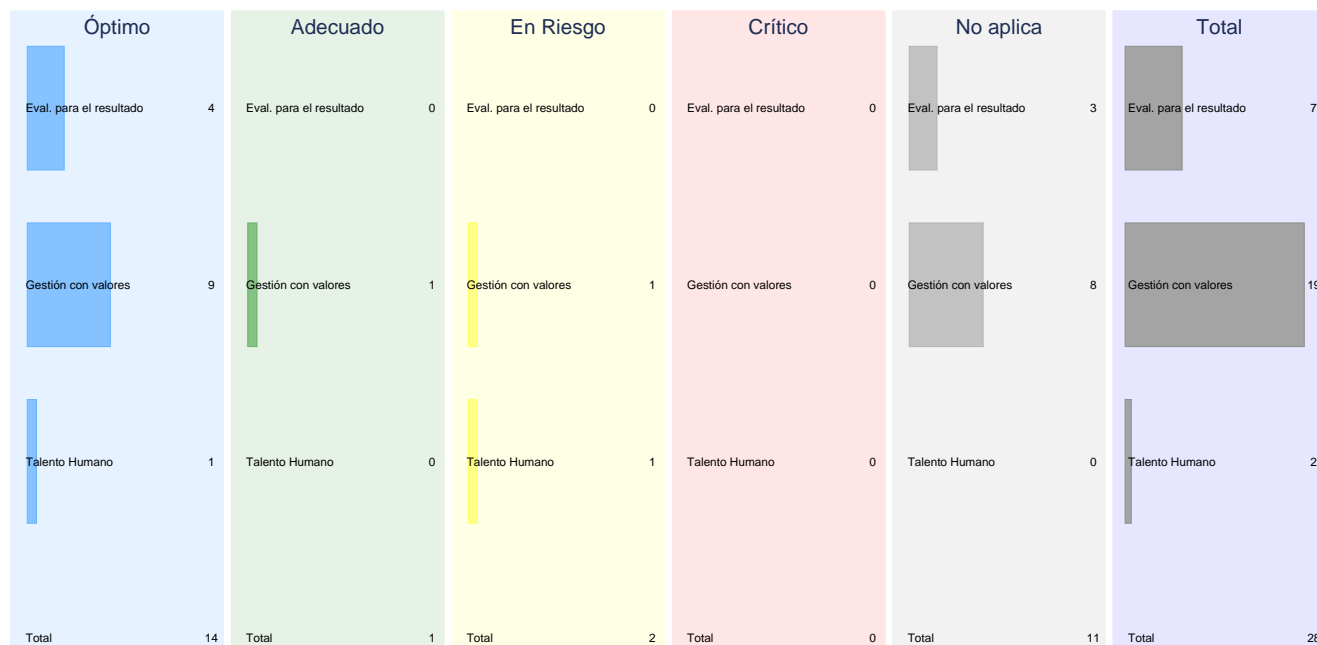 Óptimo Adecuado En Riesgo Crítico No aplica Total
Eval. para el resultado 4 Eval. para el resultado 0 Eval. para el resultado 0 Eval. para el resultado 0 Eval. para el resultado 3 Eval. para el resultado 7
Gestión con valores 9 Gestión con valores 1 Gestión con valores 1 Gestión con valores 0 Gestión con valores 8 Gestión con valores 19
Talento Humano 1 Talento Humano 0 Talento Humano 1 Talento Humano 0 Talento Humano 0 Talento Humano 2
Total 14 Total 1 Total 2 Total 0 Total 11 Total 28